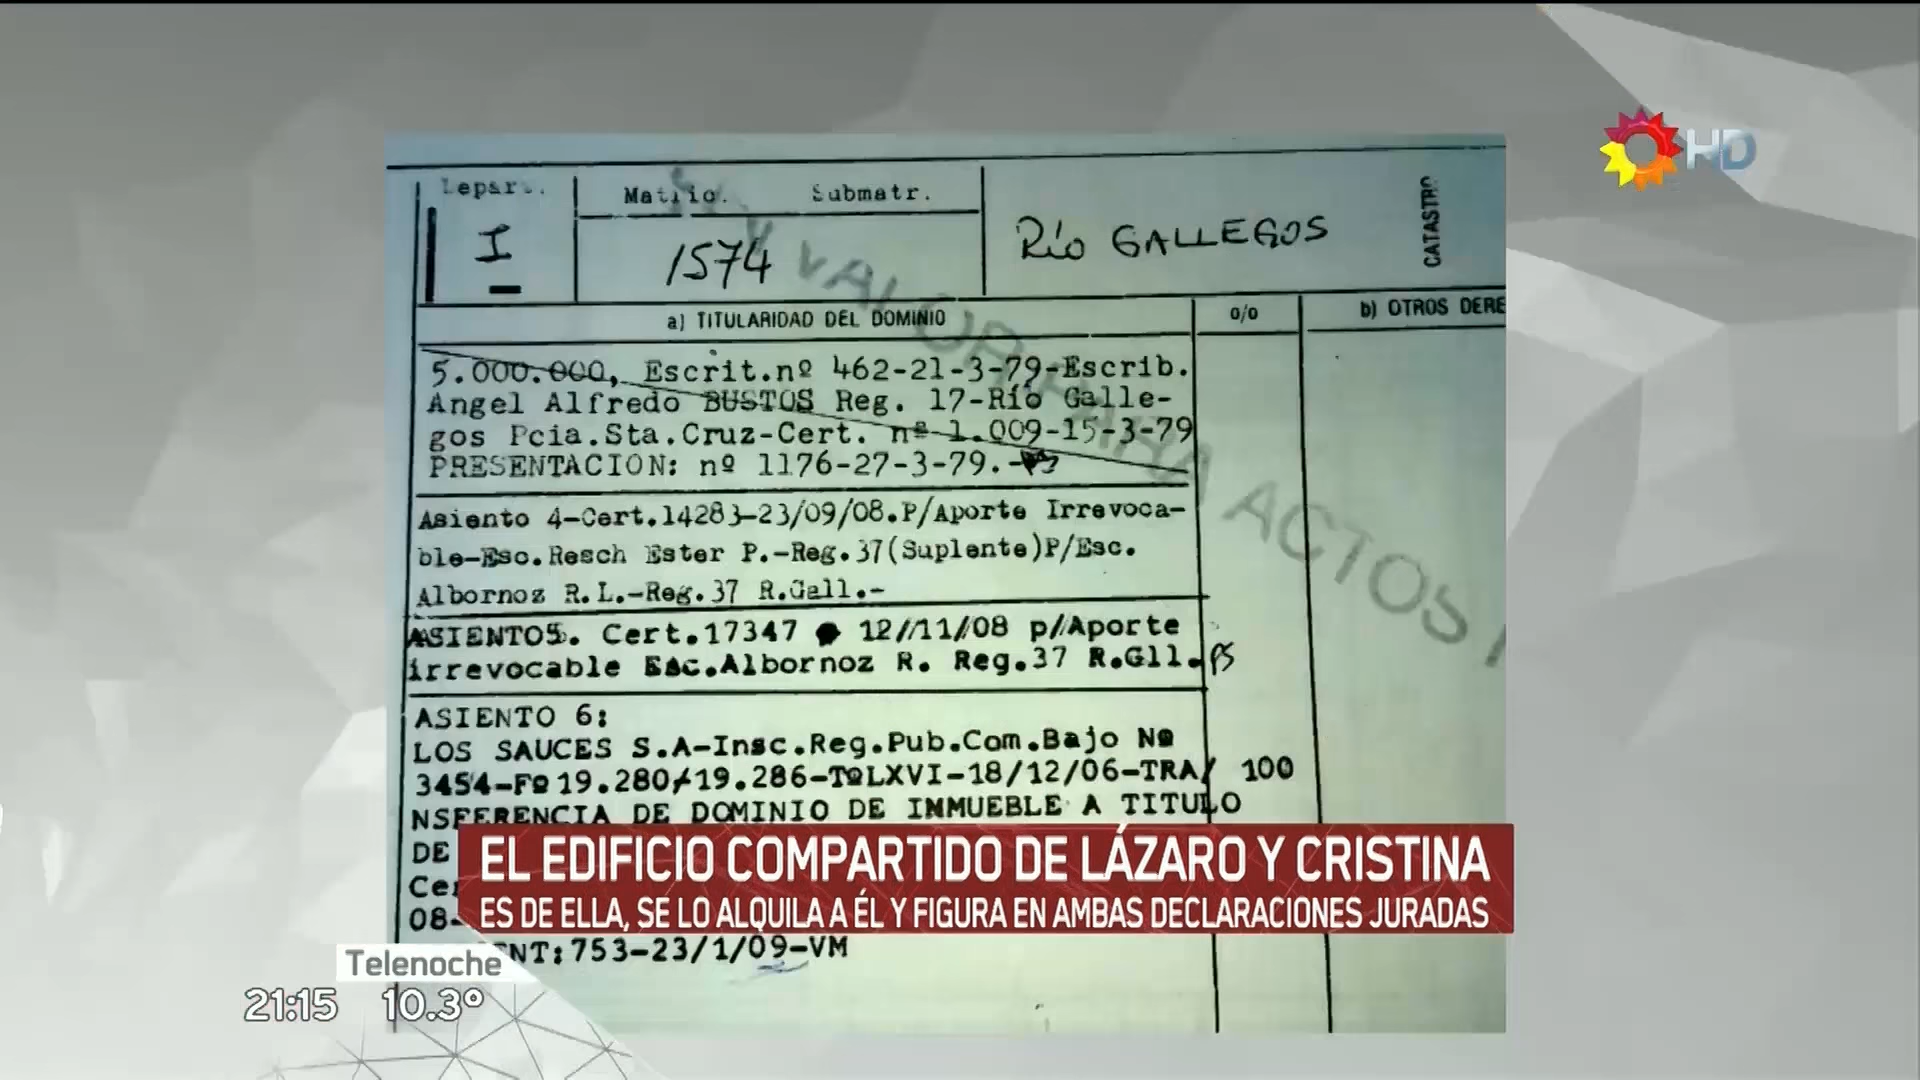 HD
Depart. Matric. Submatr.
I 1574 Río GALLEGOS CATASTRO
SIN VALOR PARA ACTOS
a) TITULARIDAD DEL DOMINIO o/o b) OTROS DERE
5.000.000, Escrit.nº 462-21-3-79-Escrib.
Angel Alfredo BUSTOS Reg. 17-Río Galle-
gos Pcia.Sta.Cruz-Cert. nº 1.009-15-3-79
PRESENTACION: nº 1176-27-3-79.-
Asiento 4-Cert.14283-23/09/08.P/Aporte Irrevoca-
ble-Esc.Resch Ester P.-Reg.37(Suplente)P/Esc.
Albornoz R.L.-Reg.37 R.Gall.-
ASIENTO5. Cert.17347 12//11//08 p//Aporte
irrevocable Esc.Albornoz R. Reg.37 R.Gll.
ASIENTO 6:
LOS SAUCES S.A-Insc.Reg.Pub.Com.Bajo Nº
3454-Fº19.280/19.286-TºLXVI-18/12/06-TRA/ 100
NSFERENCIA DE DOMINIO DE INMUEBLE A TITULO
DE
Ce
08-
NT:753-23/1/09-VM
EL EDIFICIO COMPARTIDO DE LÁZARO Y CRISTINA
ES DE ELLA, SE LO ALQUILA A ÉL Y FIGURA EN AMBAS DECLARACIONES JURADAS
Telenoche
21:15 10.3°